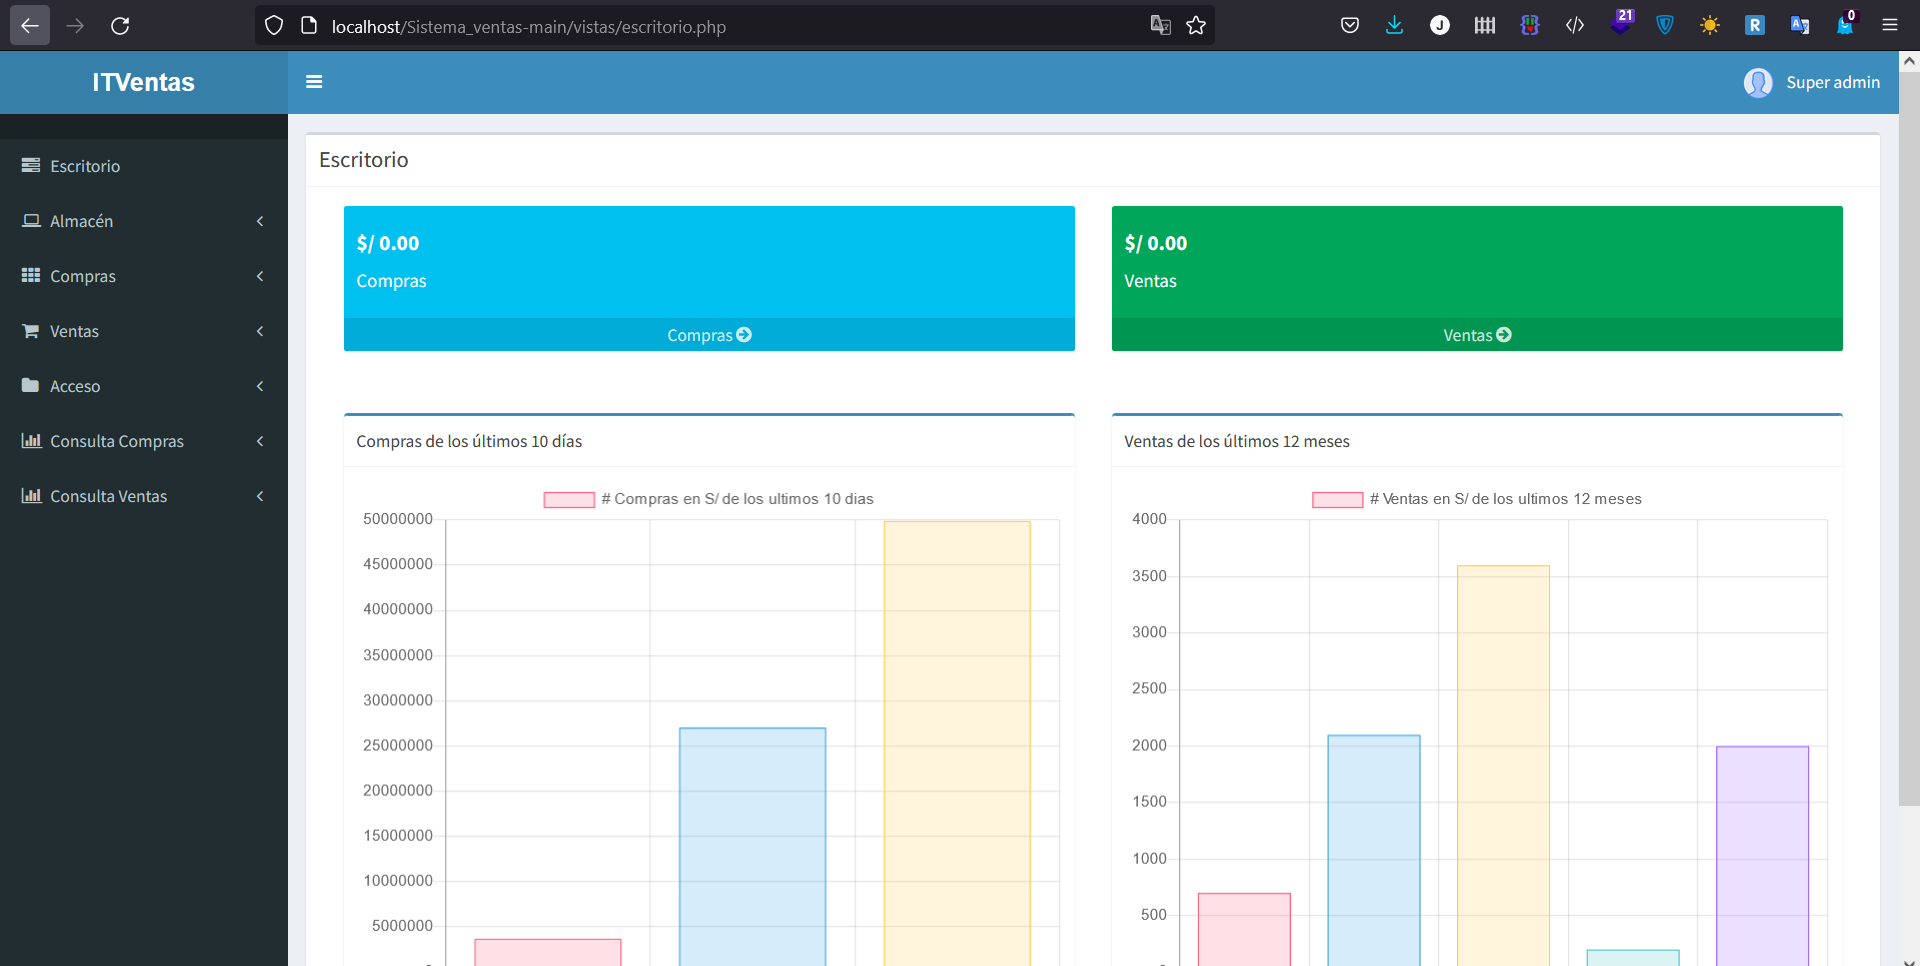 localhost/Sistema_ventas-main/vistas/escritorio.php
J
21
R
0
ITVentas
Super admin
Escritorio
Almacén
Compras
Ventas
Acceso
Consulta Compras
Consulta Ventas
Escritorio
$/ 0.00
Compras
Compras
$/ 0.00
Ventas
Ventas
Compras de los últimos 10 días
# Compras en S/ de los ultimos 10 dias
50000000
45000000
40000000
35000000
30000000
25000000
20000000
15000000
10000000
5000000
Ventas de los últimos 12 meses
# Ventas en S/ de los ultimos 12 meses
4000
3500
3000
2500
2000
1500
1000
500